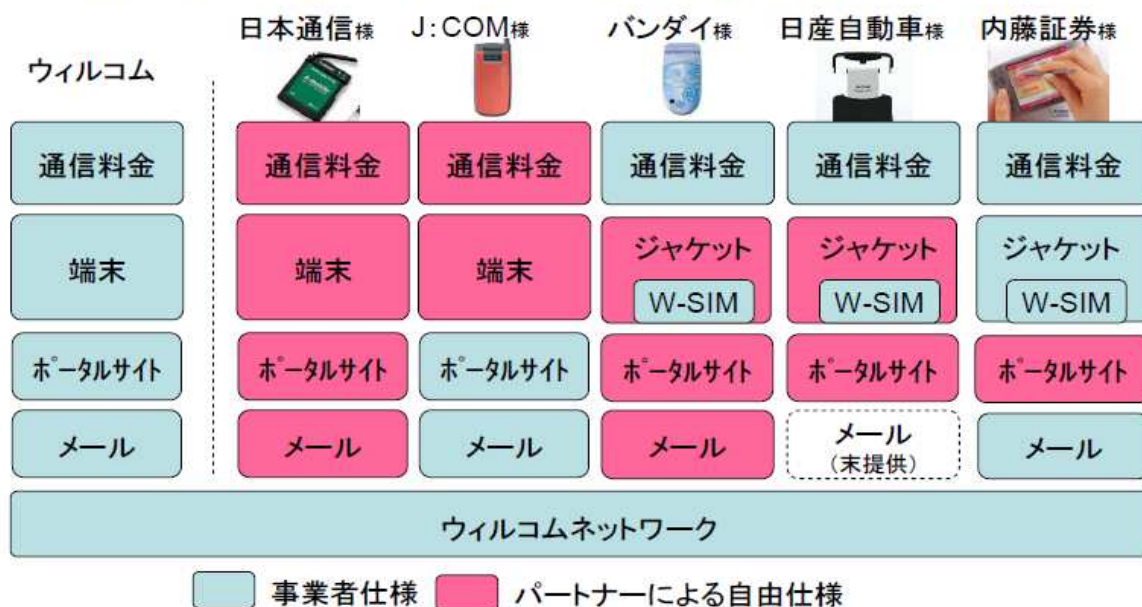 日本通信様 J:COM様 バンダイ様 日産自動車様 内藤証券様
ウィルコム
通信料金 通信料金 通信料金 通信料金 通信料金 通信料金
端末 端末 端末 ジャケット ジャケット ジャケット
W-SIM W-SIM W-SIM
ポータルサイト ポータルサイト ポータルサイト ポータルサイト ポータルサイト ポータルサイト
メール メール メール メール メール メール
(末提供)
ウィルコムネットワーク
事業者仕様 パートナーによる自由仕様